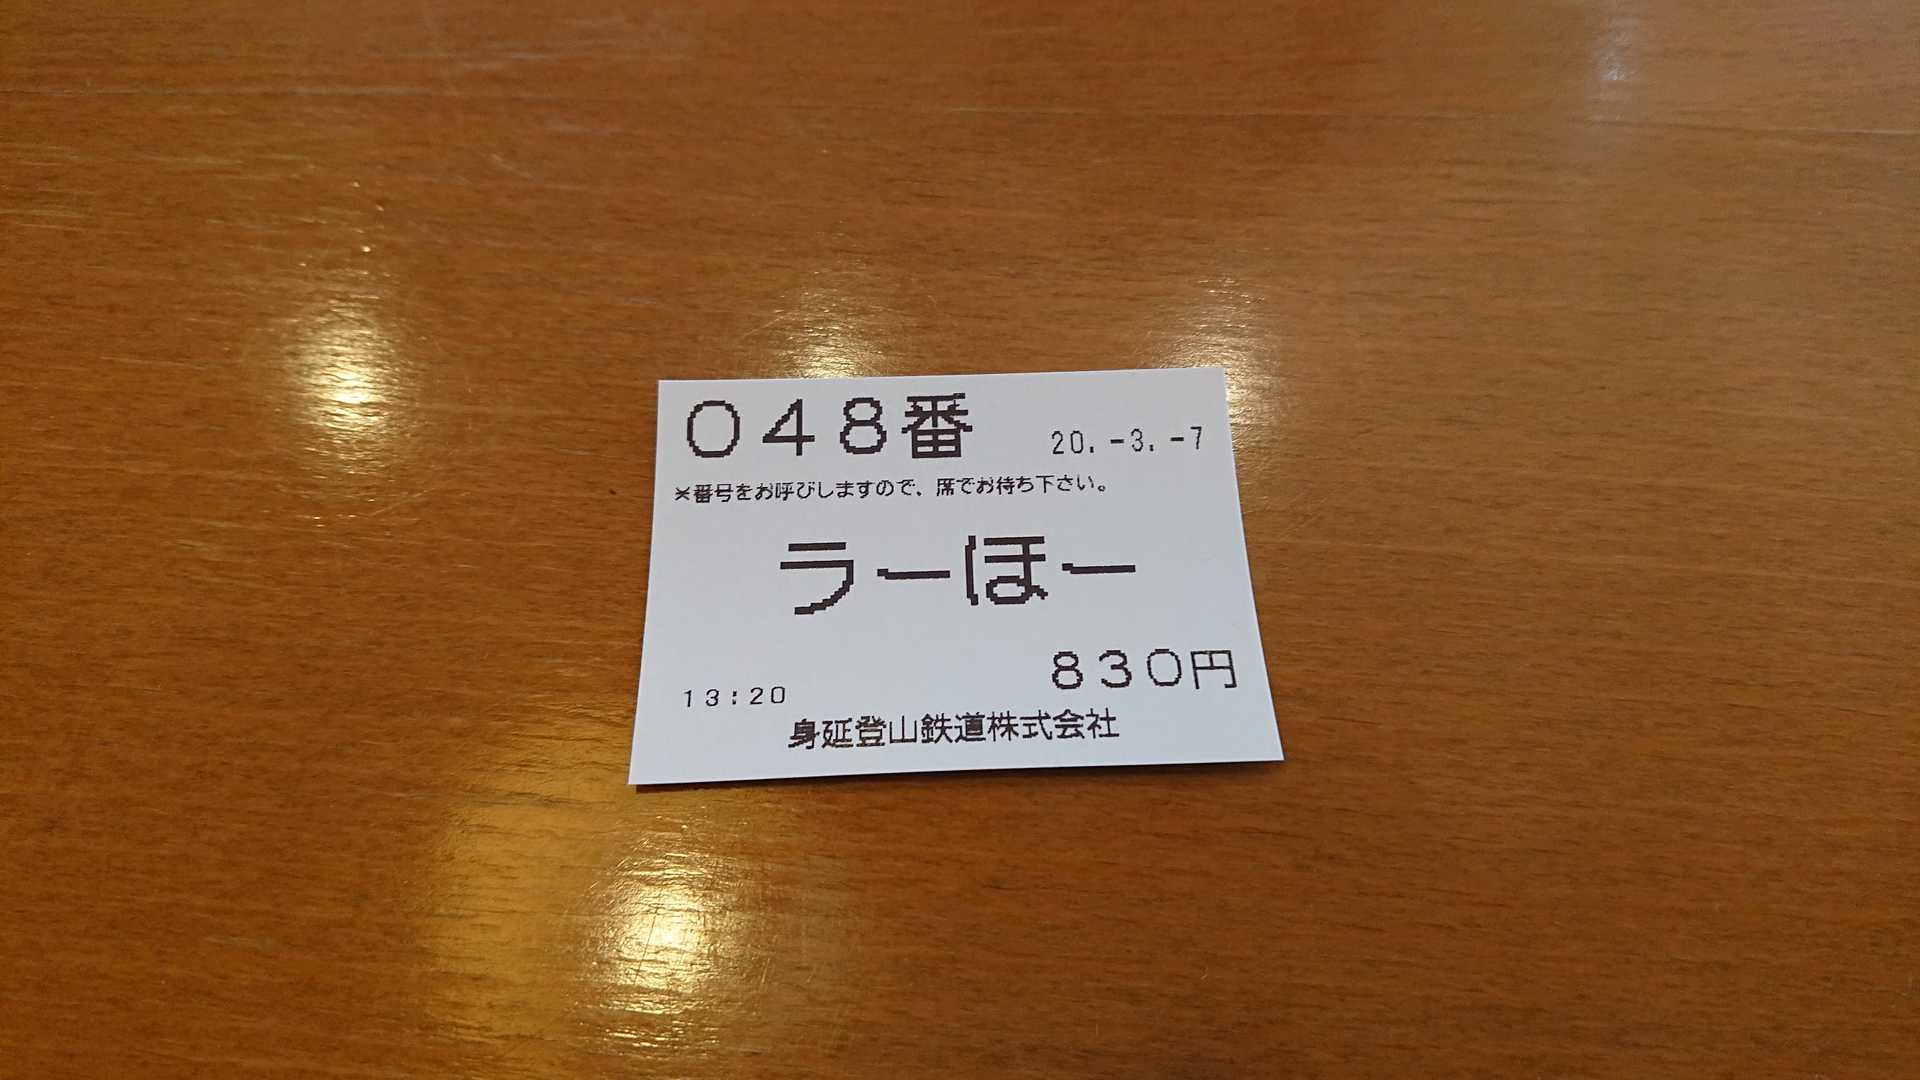 048番 20.-3.-7
※番号をお呼びしますので、席でお待ち下さい。
らーほー
830円
13:20
身延登山鉄道株式会社